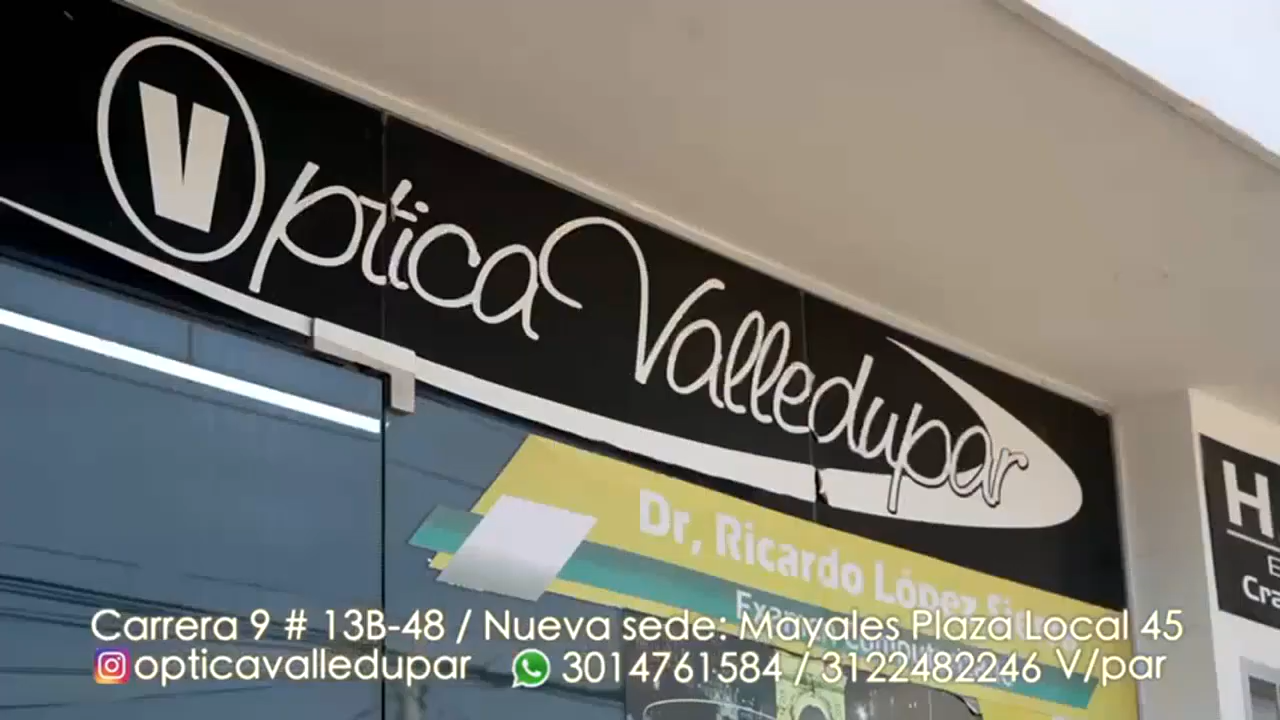 V
Optica Valledupar
Dr, Ricardo López
Carrera 9 # 13B-48 / Nueva sede: Mayales Plaza Local 45
opticavalledupar 3014761584 / 3122482246 V/par
H
E
Cra